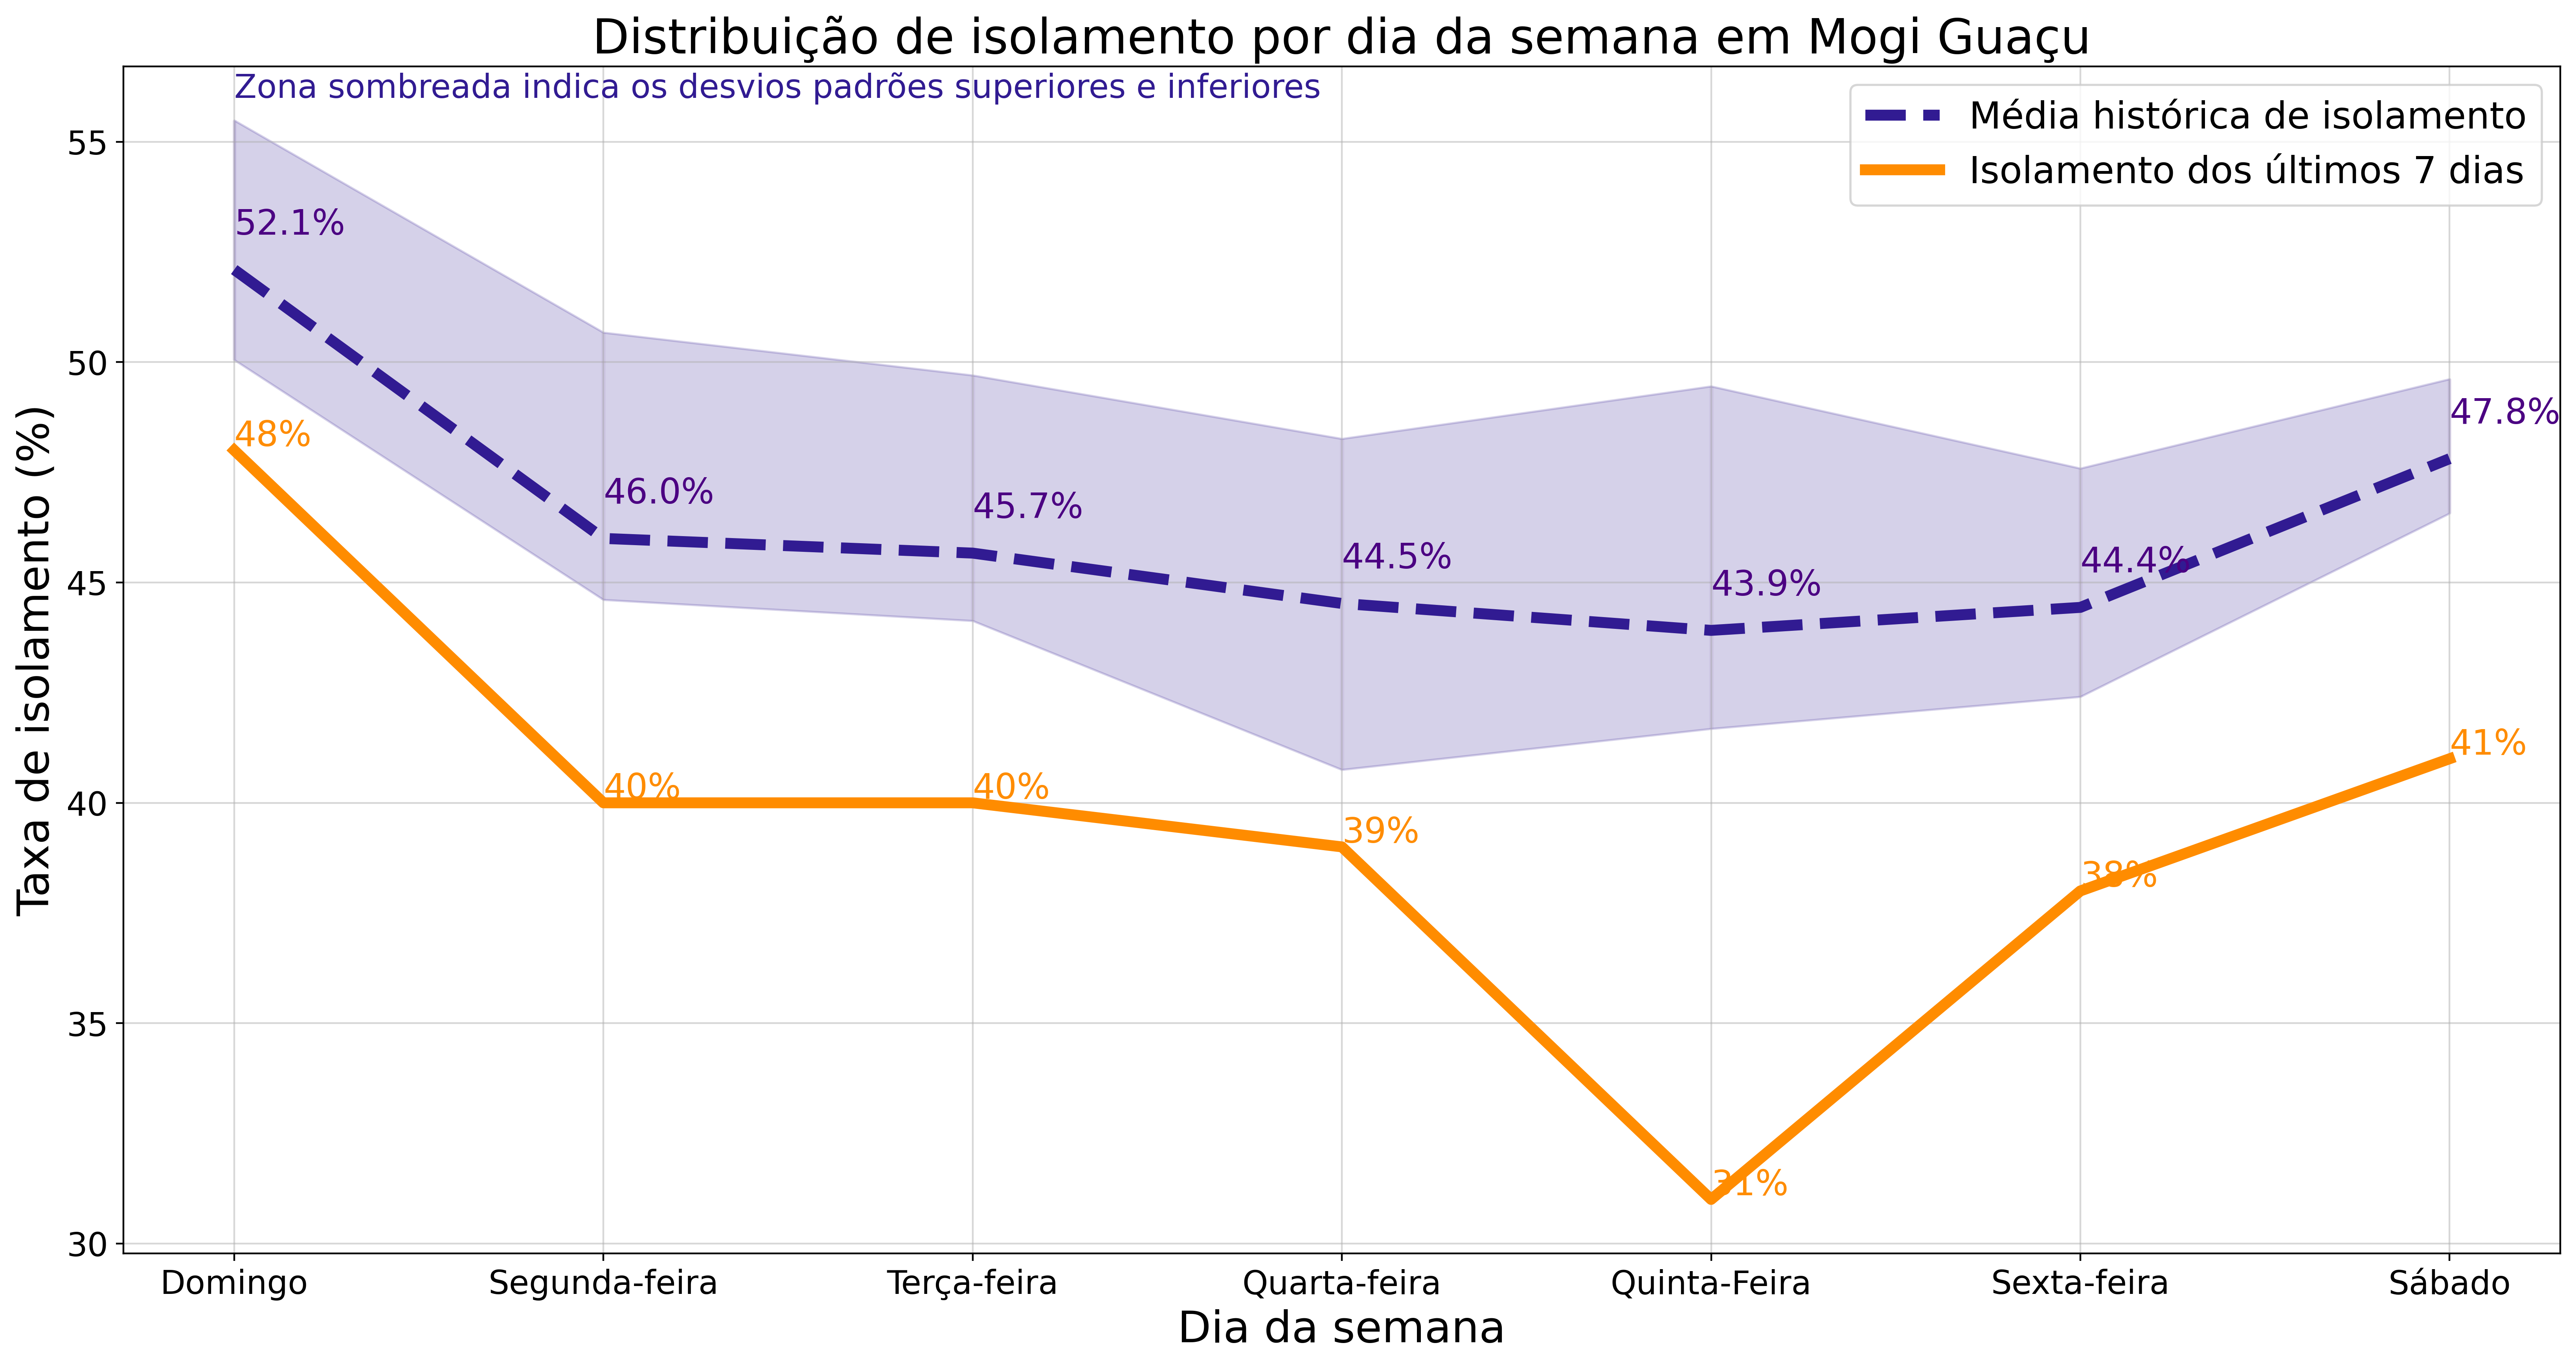 Distribuição de isolamento por dia da semana em Mogi Guaçu
Zona sombreada indica os desvios padrões superiores e inferiores
Média histórica de isolamento
Isolamento dos últimos 7 dias
Taxa de isolamento (%)
55
50
45
40
35
30
52.1%
46.0%
45.7%
44.5%
43.9%
44.4%
47.8%
48%
40%
40%
39%
31%
38%
41%
Domingo
Segunda-feira
Terça-feira
Quarta-feira
Quinta-Feira
Sexta-feira
Sábado
Dia da semana